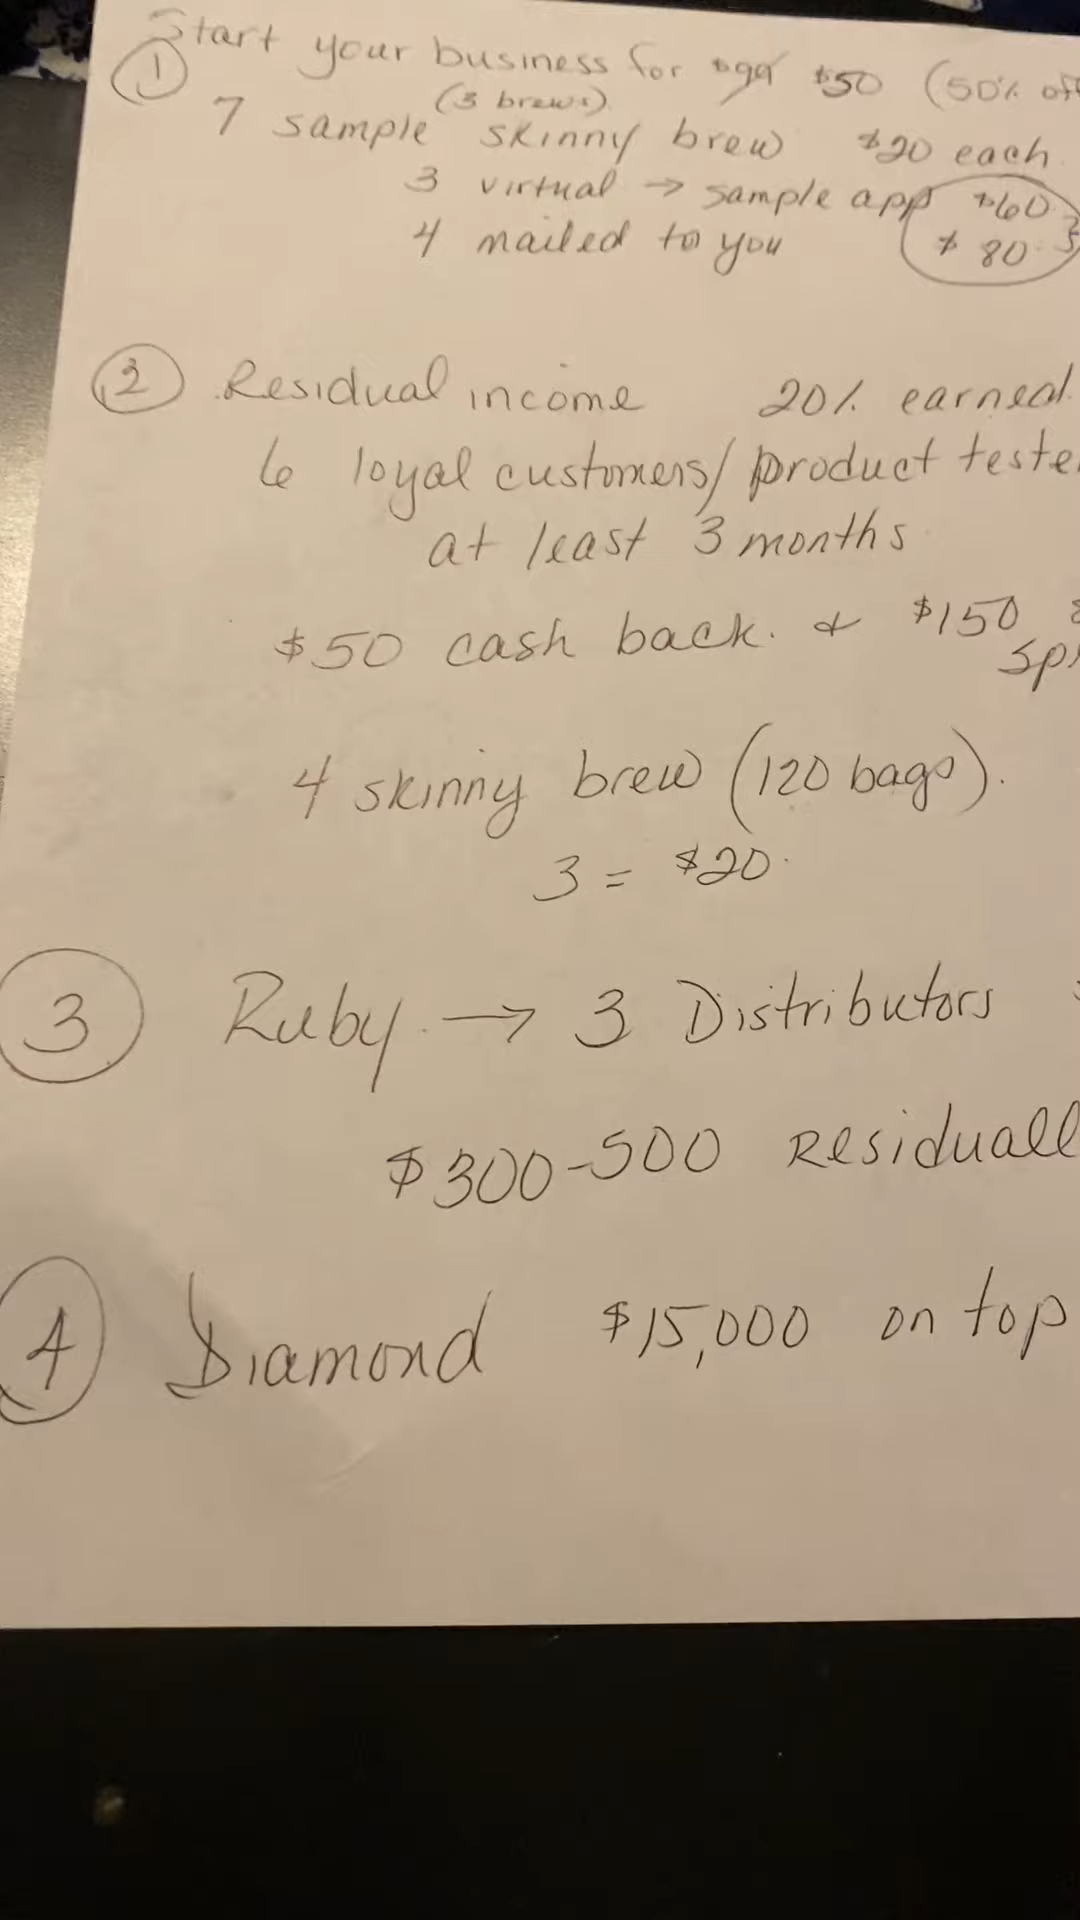 Start your business for $99 $50 (50% off
① (3 brews)
7 sample skinny brew $20 each
3 virtual → sample app $60
4 mailed to you $80
② Residual income 20% earned
6 loyal customers/product teste
at least 3 months
$50 cash back. & $150
4 skinny brew (120 bags).
3 = $20
③ Ruby → 3 Distributors
$300-500 Residuall
④ Diamond $15,000 on top